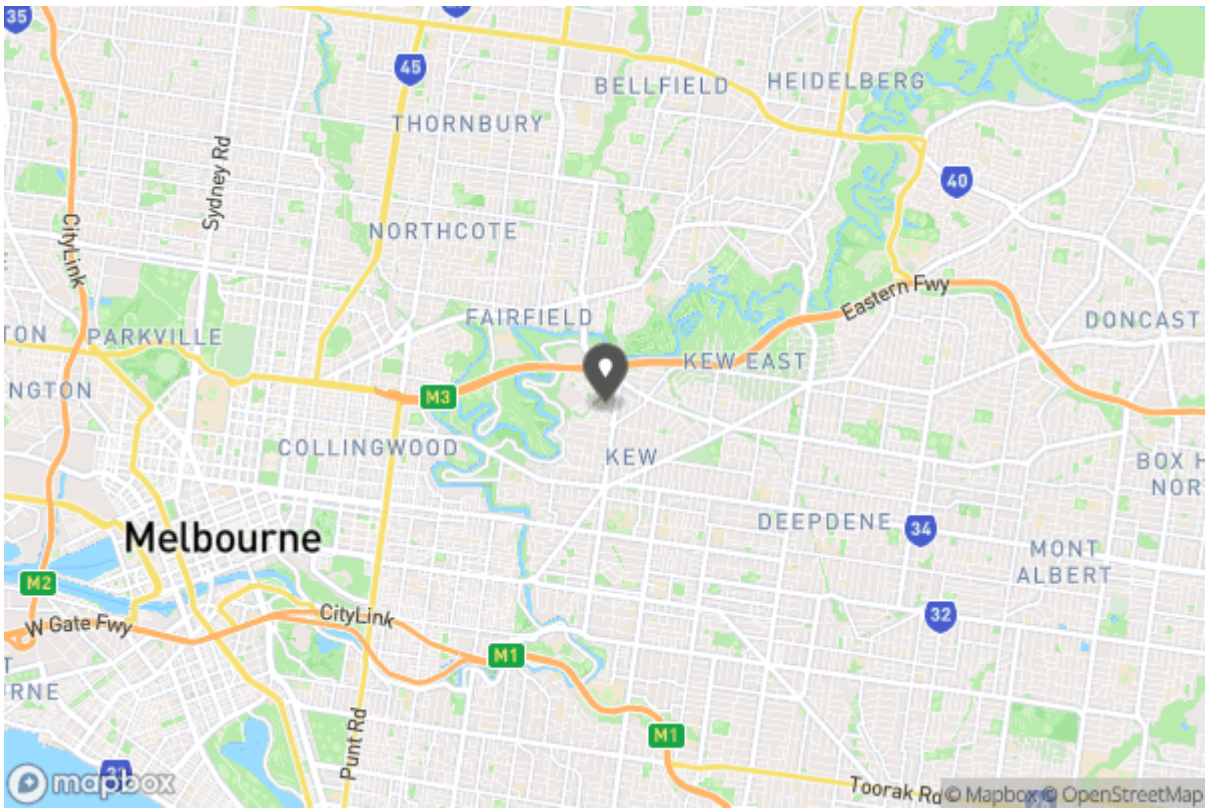 35
45
BELLFIELD
HEIDELBERG
THORNBURY
Sydney Rd
40
NORTHCOTE
CityLink
Eastern Fwy
FAIRFIELD
DONCAST
TON
PARKVILLE
KEW EAST
NGTON
M3
COLLINGWOOD
KEW
BOX H
NOR
DEEPDENE
34
Melbourne
MONT
ALBERT
M2
CityLink
32
W Gate Fwy
M1
T
RNE
Punt Rd
M1
mapbox
Toorak Rd
© Mapbox © OpenStreetMap